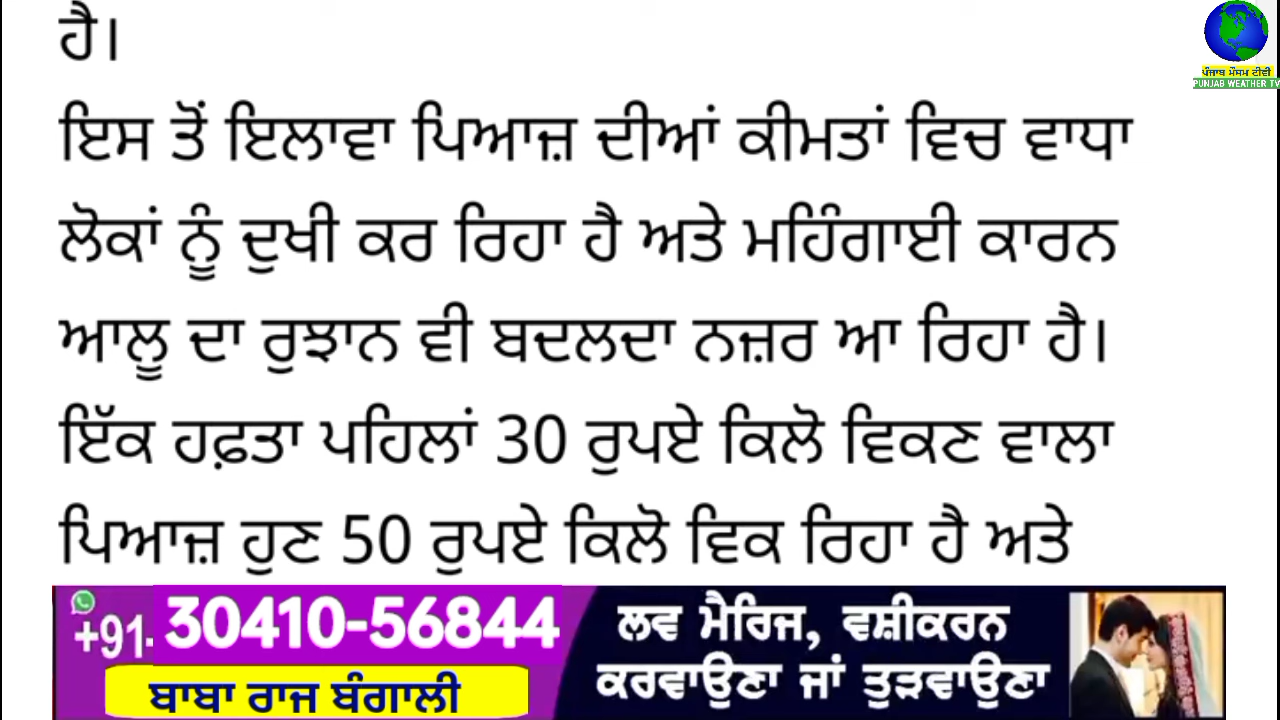 ਹੈ।
ਪੰਜਾਬ ਮੌਸਮ ਟੀਵੀ
PUNJAB WEATHER TV
ਇਸ ਤੋਂ ਇਲਾਵਾ ਪਿਆਜ਼ ਦੀਆਂ ਕੀਮਤਾਂ ਵਿਚ ਵਾਧਾ
ਲੋਕਾਂ ਨੂੰ ਦੁਖੀ ਕਰ ਰਿਹਾ ਹੈ ਅਤੇ ਮਹਿੰਗਾਈ ਕਾਰਨ
ਆਲੂ ਦਾ ਰੁਝਾਨ ਵੀ ਬਦਲਦਾ ਨਜ਼ਰ ਆ ਰਿਹਾ ਹੈ।
ਇੱਕ ਹਫ਼ਤਾ ਪਹਿਲਾਂ 30 ਰੁਪਏ ਕਿਲੋ ਵਿਕਣ ਵਾਲਾ
ਪਿਆਜ਼ ਹੁਣ 50 ਰੁਪਏ ਕਿਲੋ ਵਿਕ ਰਿਹਾ ਹੈ ਅਤੇ
+91. 30410-56844
ਬਾਬਾ ਰਾਜ ਬੰਗਾਲੀ
ਲਵ ਮੈਰਿਜ, ਵਸ਼ੀਕਰਨ
ਕਰਵਾਉਣਾ ਜਾਂ ਤੁੜਵਾਉਣਾ